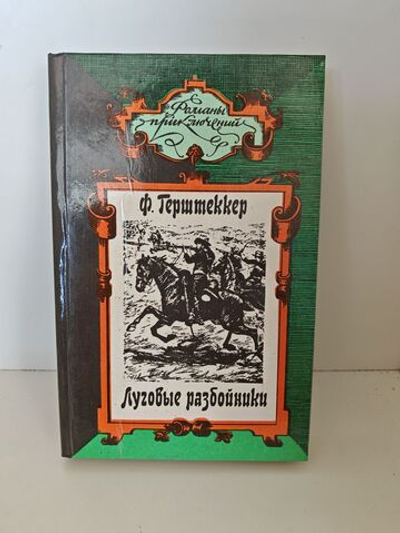 Романы
приключений
Ф. Герштеккер
Луговые разбойники